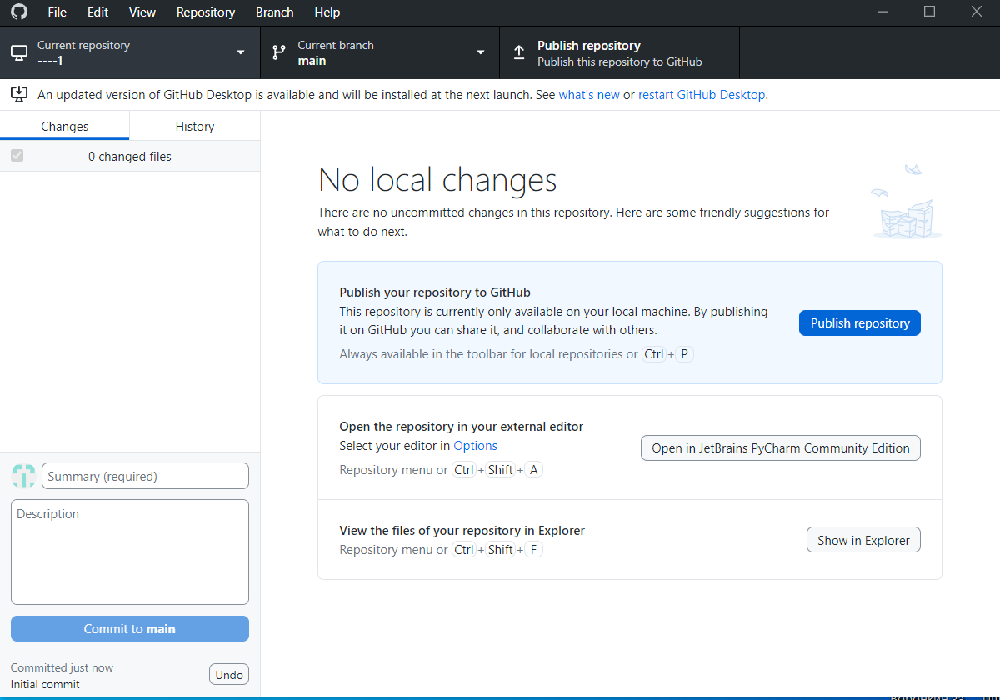 File Edit View Repository Branch Help
Current repository
----1
Current branch
main
Publish repository
Publish this repository to GitHub
An updated version of GitHub Desktop is available and will be installed at the next launch. See what's new or restart GitHub Desktop.
Changes
History
0 changed files
No local changes
There are no uncommitted changes in this repository. Here are some friendly suggestions for
what to do next.
Publish your repository to GitHub
This repository is currently only available on your local machine. By publishing
it on GitHub you can share it, and collaborate with others.
Always available in the toolbar for local repositories or Ctrl + P
Publish repository
Open the repository in your external editor
Select your editor in Options
Repository menu or Ctrl + Shift + A
Open in JetBrains PyCharm Community Edition
View the files of your repository in Explorer
Repository menu or Ctrl + Shift + F
Show in Explorer
Summary (required)
Description
Commit to main
Committed just now
Initial commit
Undo